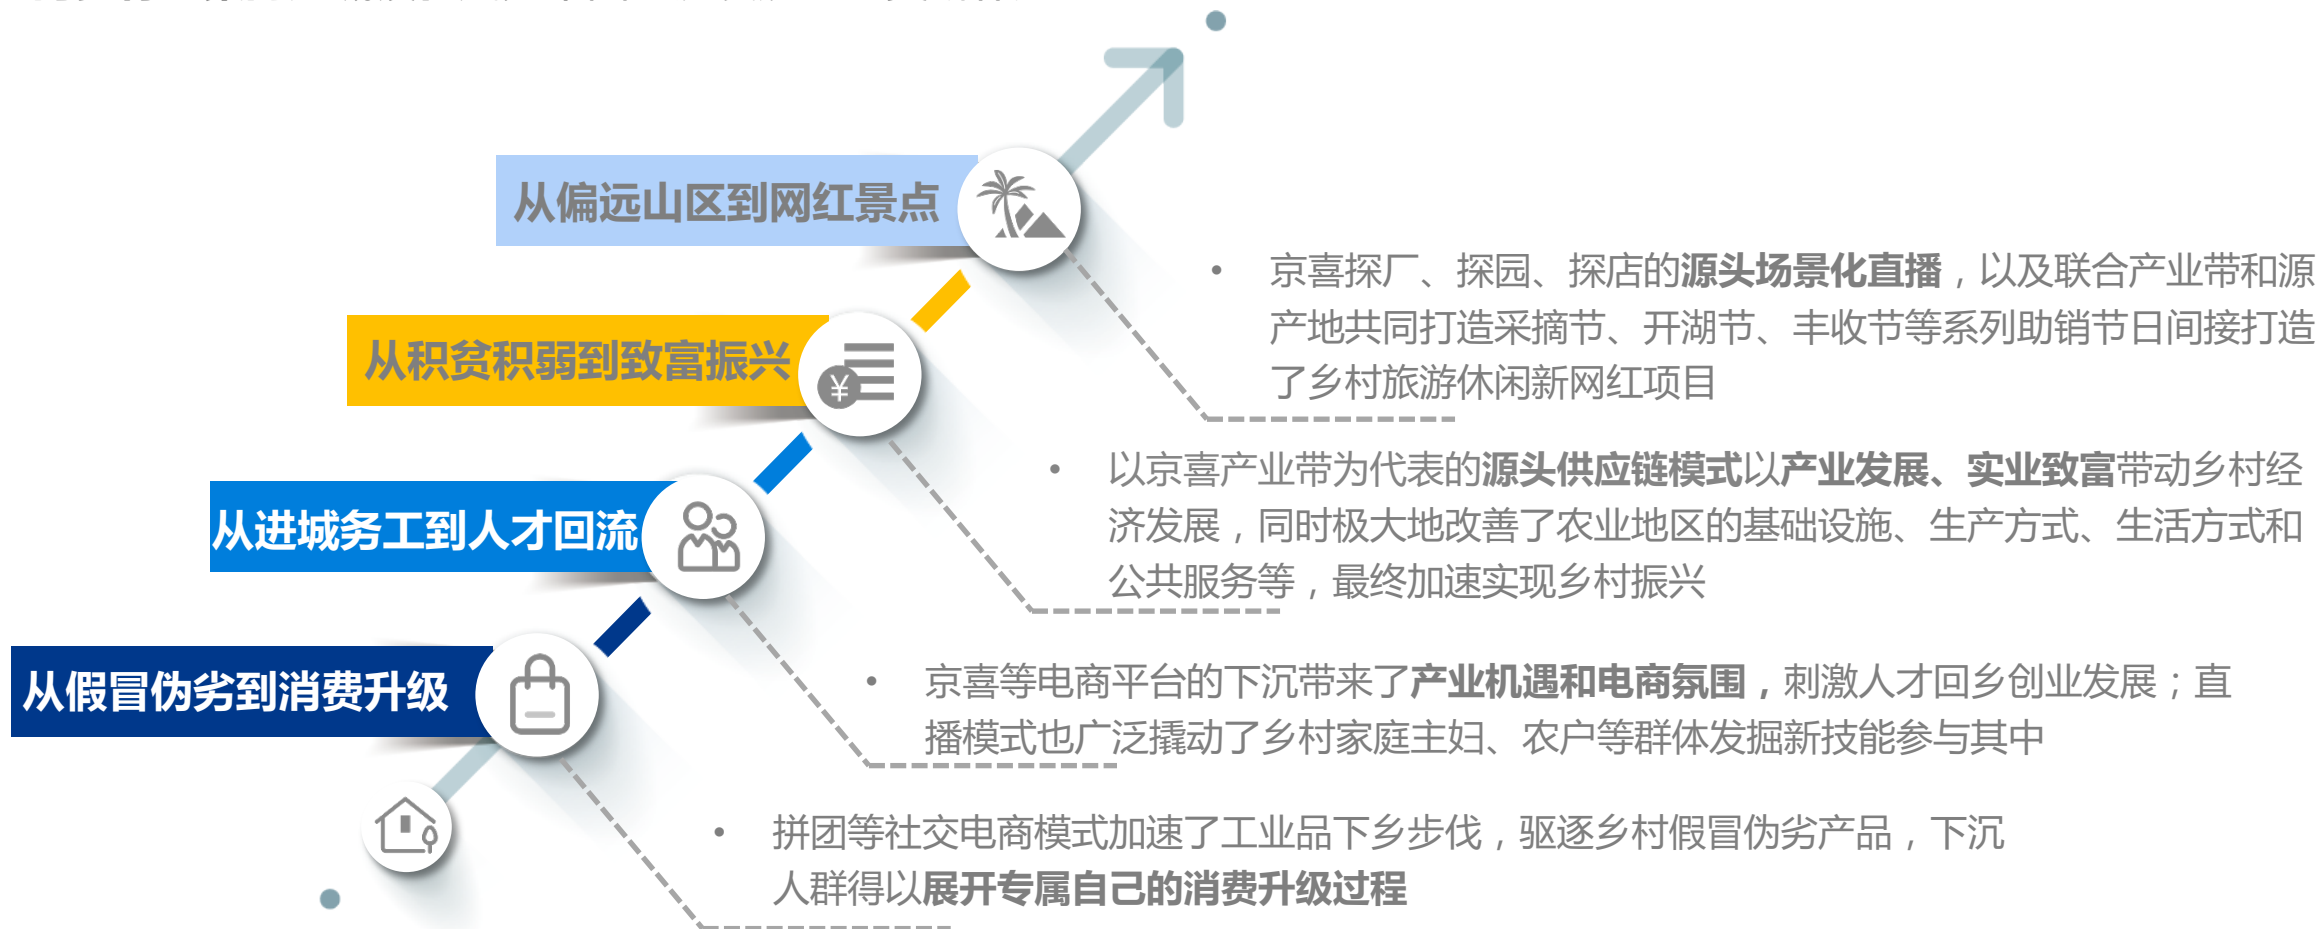 从偏远山区到网红景点
• 京喜探厂、探园、探店的源头场景化直播，以及联合产业带和源
产地共同打造采摘节、开湖节、丰收节等系列助销节日间接打造
了乡村旅游休闲新网红项目
从积贫积弱到致富振兴
• 以京喜产业带为代表的源头供应链模式以产业发展、实业致富带动乡村经
济发展，同时极大地改善了农业地区的基础设施、生产方式、生活方式和
公共服务等，最终加速实现乡村振兴
从进城务工到人才回流
• 京喜等电商平台的下沉带来了产业机遇和电商氛围，刺激人才回乡创业发展；直
播模式也广泛撬动了乡村家庭主妇、农户等群体发掘新技能参与其中
从假冒伪劣到消费升级
• 拼团等社交电商模式加速了工业品下乡步伐，驱逐乡村假冒伪劣产品，下沉
人群得以展开专属自己的消费升级过程